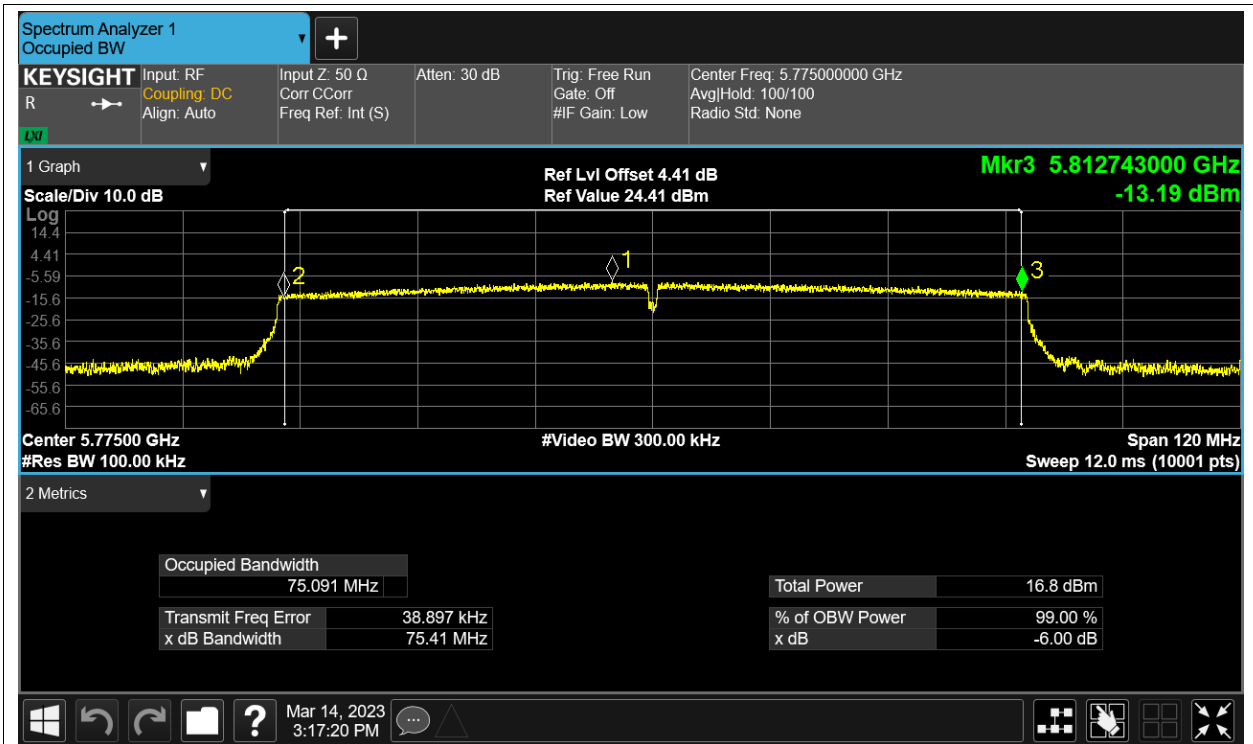 Spectrum Analyzer 1
Occupied BW
KEYSIGHT
R
LXI
Input: RF
Coupling: DC
Align: Auto
Input Z: 50 Ω
Corr CCorr
Freq Ref: Int (S)
Atten: 30 dB
Trig: Free Run
Gate: Off
#IF Gain: Low
Center Freq: 5.775000000 GHz
Avg|Hold: 100/100
Radio Std: None
1 Graph
Scale/Div 10.0 dB
Ref Lvl Offset 4.41 dB
Ref Value 24.41 dBm
Mkr3 5.812743000 GHz
-13.19 dBm
Log
14.4
4.41
-5.59
-15.6
-25.6
-35.6
-45.6
-55.6
-65.6
2
1
3
Center 5.77500 GHz
#Res BW 100.00 kHz
#Video BW 300.00 kHz
Span 120 MHz
Sweep 12.0 ms (10001 pts)
2 Metrics
Occupied Bandwidth
75.091 MHz
Transmit Freq Error 38.897 kHz
x dB Bandwidth 75.41 MHz
Total Power 16.8 dBm
% of OBW Power 99.00 %
x dB -6.00 dB
?
Mar 14, 2023
3:17:20 PM